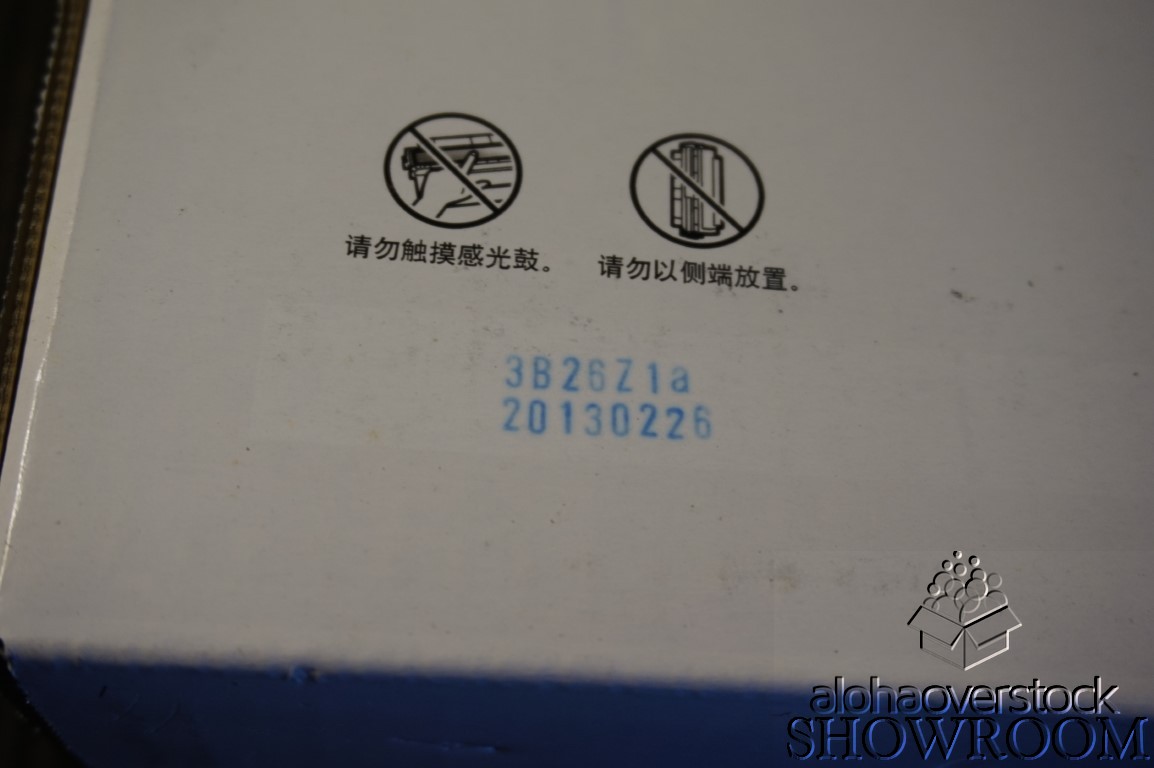 请勿触摸感光鼓。
请勿以侧端放置。
3B26Z1a
20130226
alohaoverstock
SHOWROOM